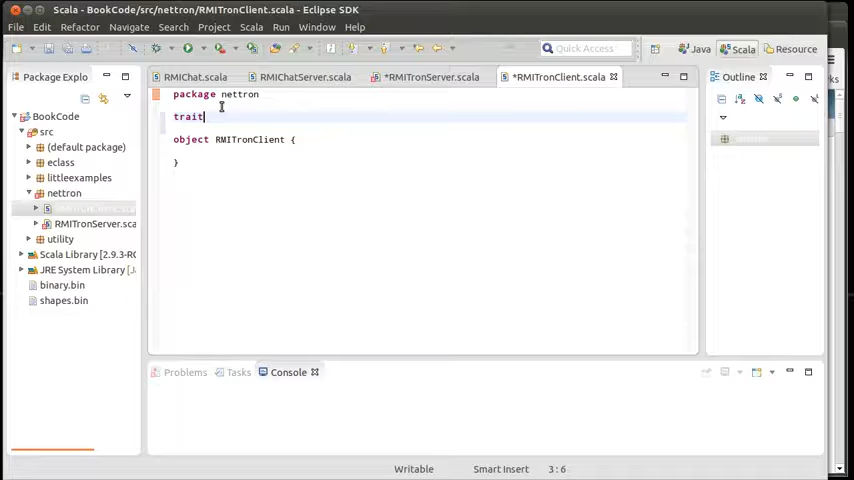 Scala - BookCode/src/nettron/RMITronClient.scala - Eclipse SDK
File Edit Refactor Navigate Search Project Scala Run Window Help
Quick Access Java Scala Resource
Package Explo RMIChat.scala RMIChatServer.scala *RMITronServer.scala *RMITronClient.scala Outline
package nettron
trait
object RMITronClient {
}
BookCode
src
(default package)
eclass
littleexamples
nettron
RMITronServer.sca
utility
Scala Library [2.9.3-RC
JRE System Library [J
binary.bin
shapes.bin
Problems Tasks Console
Writable Smart Insert 3:6